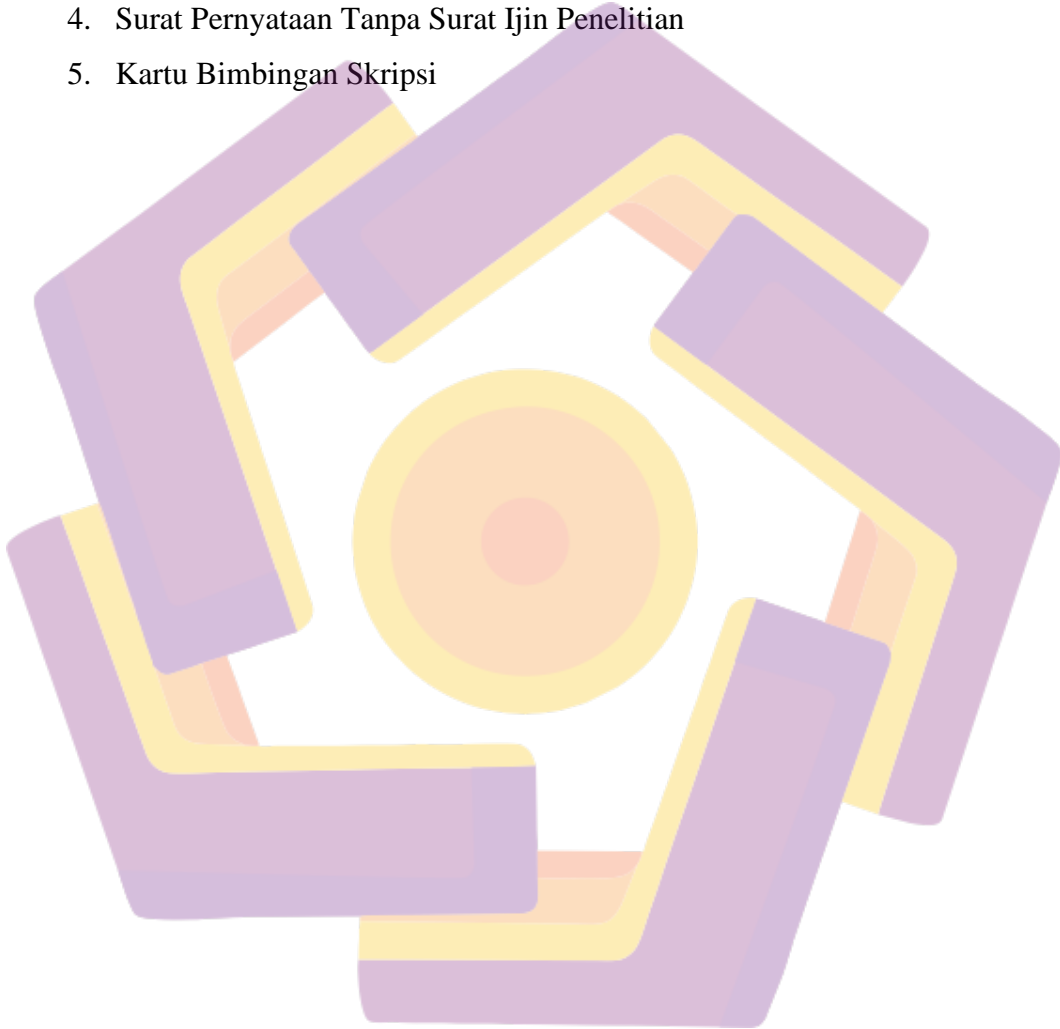 4. Surat Pernyataan Tanpa Surat Ijin Penelitian
5. Kartu Bimbingan Skripsi